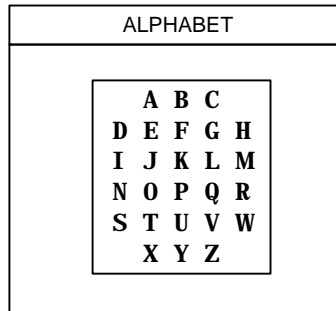 ALPHABET
A B C
D E F G H
I J K L M
N O P Q R
S T U V W
X Y Z